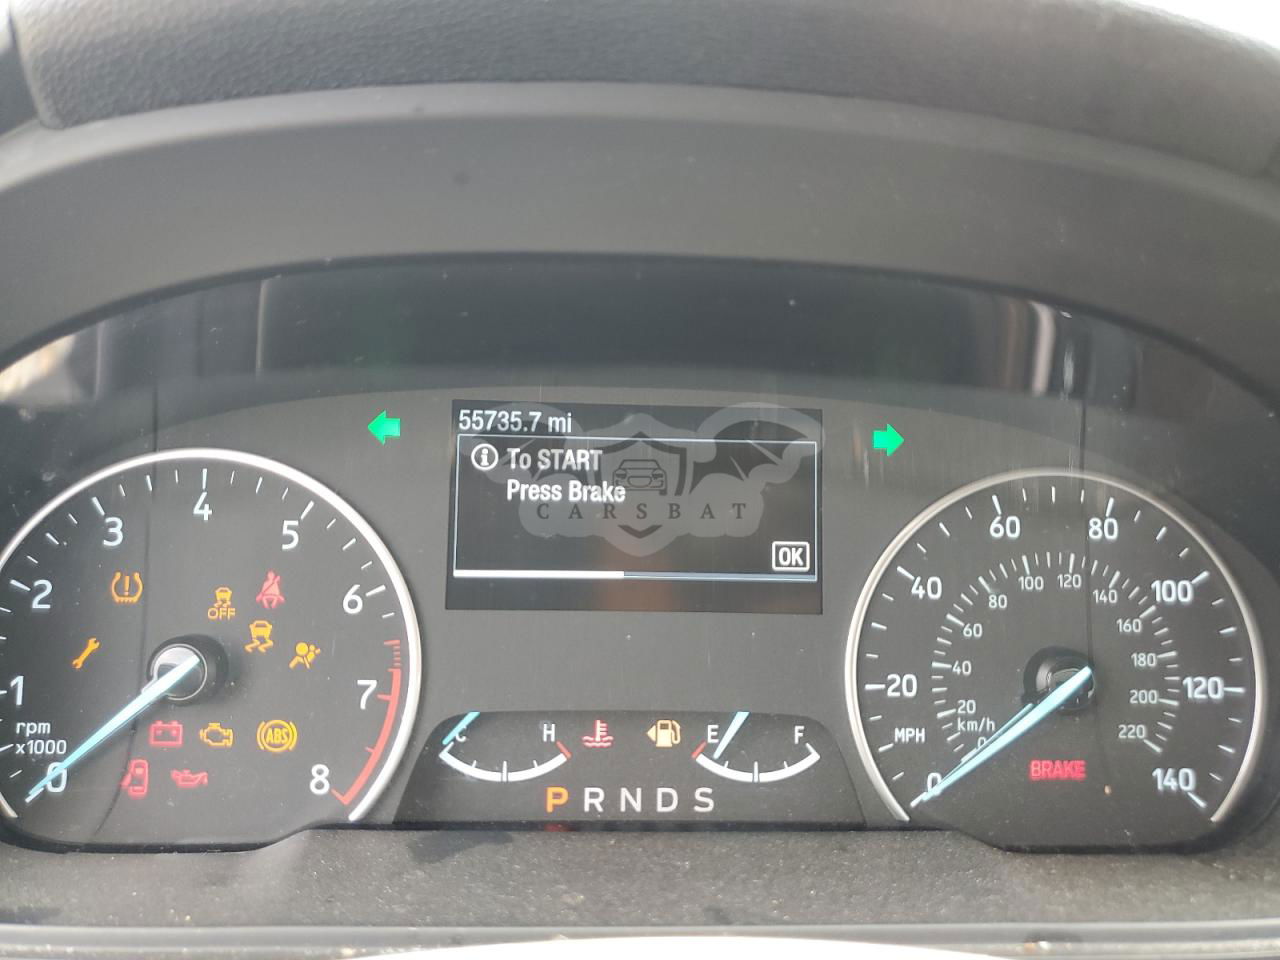 55735.7 mi
To START
Press Brake
CARSBAT
OK
0
1
2
3
4
5
6
7
8
rpm
x1000
OFF
ABS
C H
E F
P R N D S
0
20
40
60
80
100
120
140
MPH
km/h
0
20
40
60
80
100
120
140
160
180
200
220
BRAKE